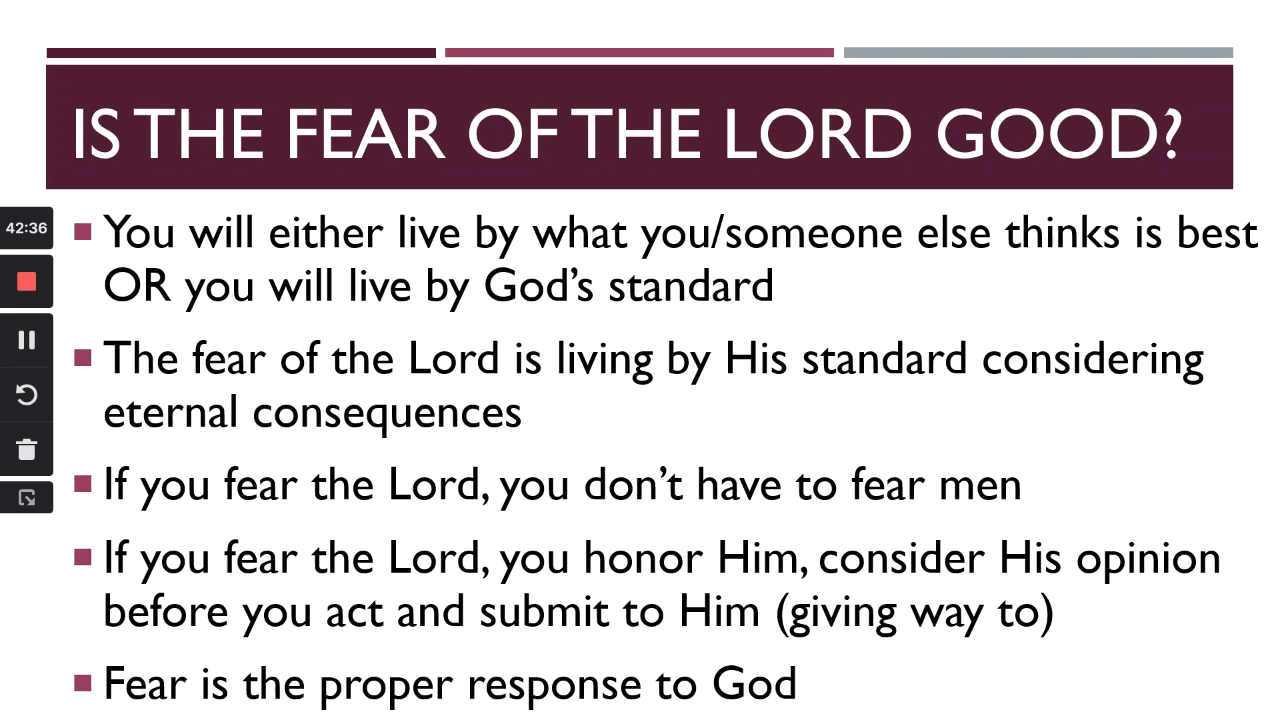 IS THE FEAR OF THE LORD GOOD?
You will either live by what you/someone else thinks is best
OR you will live by God’s standard
The fear of the Lord is living by His standard considering
eternal consequences
If you fear the Lord, you don’t have to fear men
If you fear the Lord, you honor Him, consider His opinion
before you act and submit to Him (giving way to)
Fear is the proper response to God
42:36